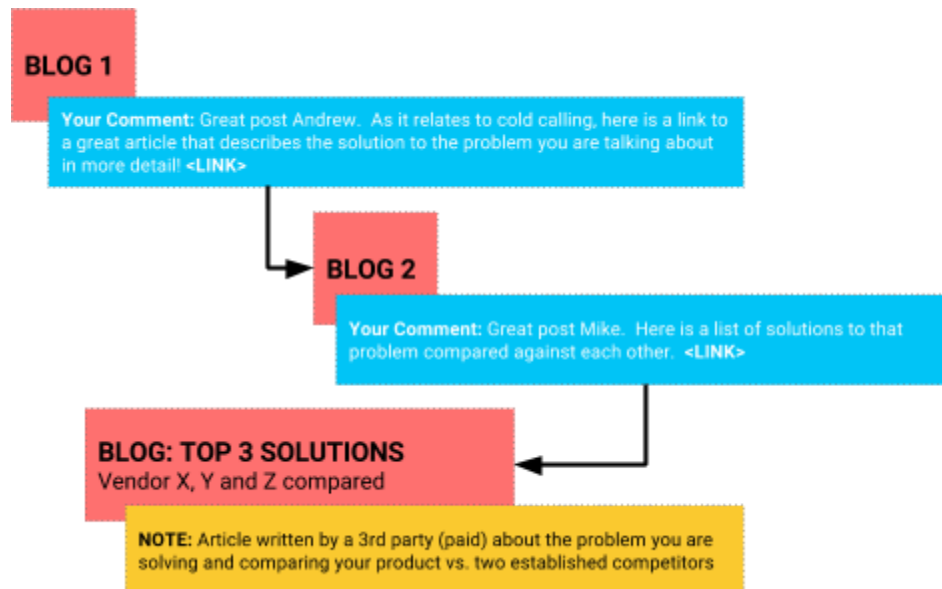 BLOG 1
Your Comment: Great post Andrew. As it relates to cold calling, here is a link to
a great article that describes the solution to the problem you are talking about
in more detail! <LINK>
BLOG 2
Your Comment: Great post Mike. Here is a list of solutions to that
problem compared against each other. <LINK>
BLOG: TOP 3 SOLUTIONS
Vendor X, Y and Z compared
NOTE: Article written by a 3rd party (paid) about the problem you are
solving and comparing your product vs. two established competitors